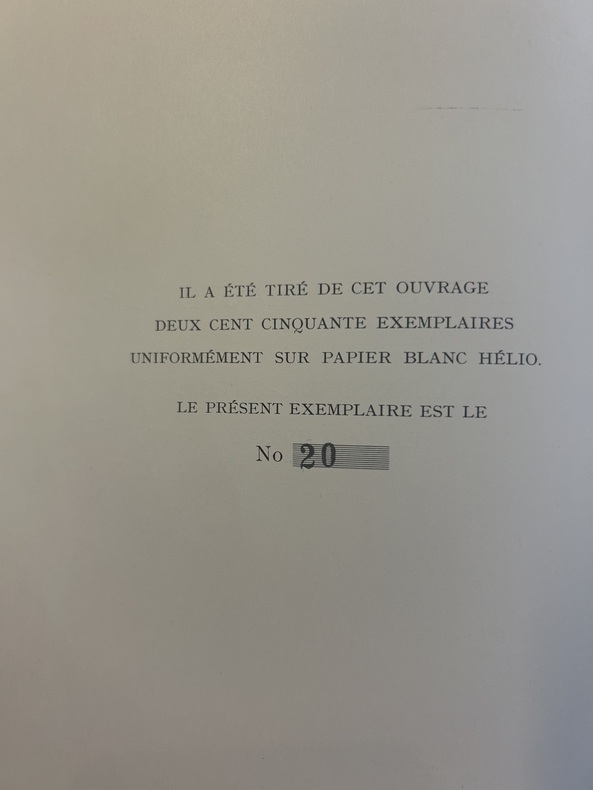 IL A ÉTÉ TIRÉ DE CET OUVRAGE
DEUX CENT CINQUANTE EXEMPLAIRES
UNIFORMÉMENT SUR PAPIER BLANC HÉLIO.
LE PRÉSENT EXEMPLAIRE EST LE
No 20